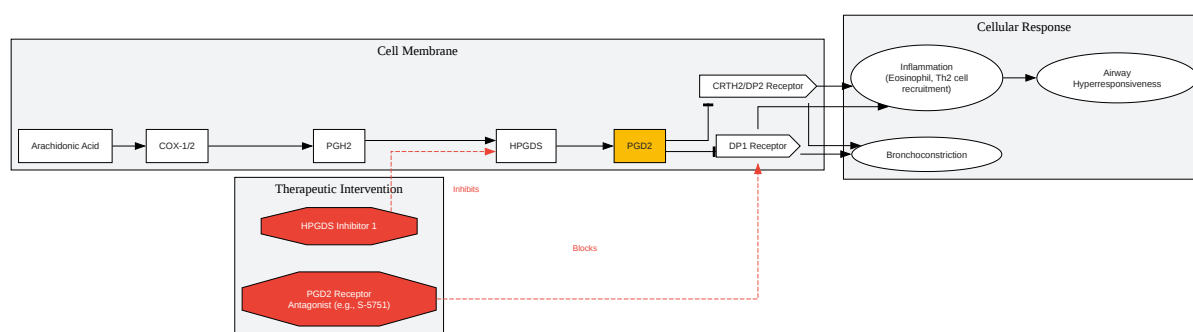 Cellular Response
Cell Membrane
Inflammation
(Eosinophil, Th2 cell
recruitment)
Airway
Hyperresponsiveness
CRTH2/DP2 Receptor
Arachidonic Acid
COX-1/2
PGH2
HPGDS
PGD2
DP1 Receptor
Bronchoconstriction
Therapeutic Intervention
Inhibits
HPGDS Inhibitor 1
Blocks
PGD2 Receptor
Antagonist (e.g., S-5751)